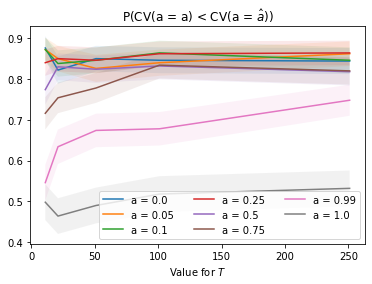 P(CV(a = a) < CV(a = $\hat{a}$))
0.9
0.8
0.7
0.6
0.5
0.4
a = 0.0 a = 0.25 a = 0.99
a = 0.05 a = 0.5 a = 1.0
a = 0.1 a = 0.75
0 50 100 150 200 250
Value for T